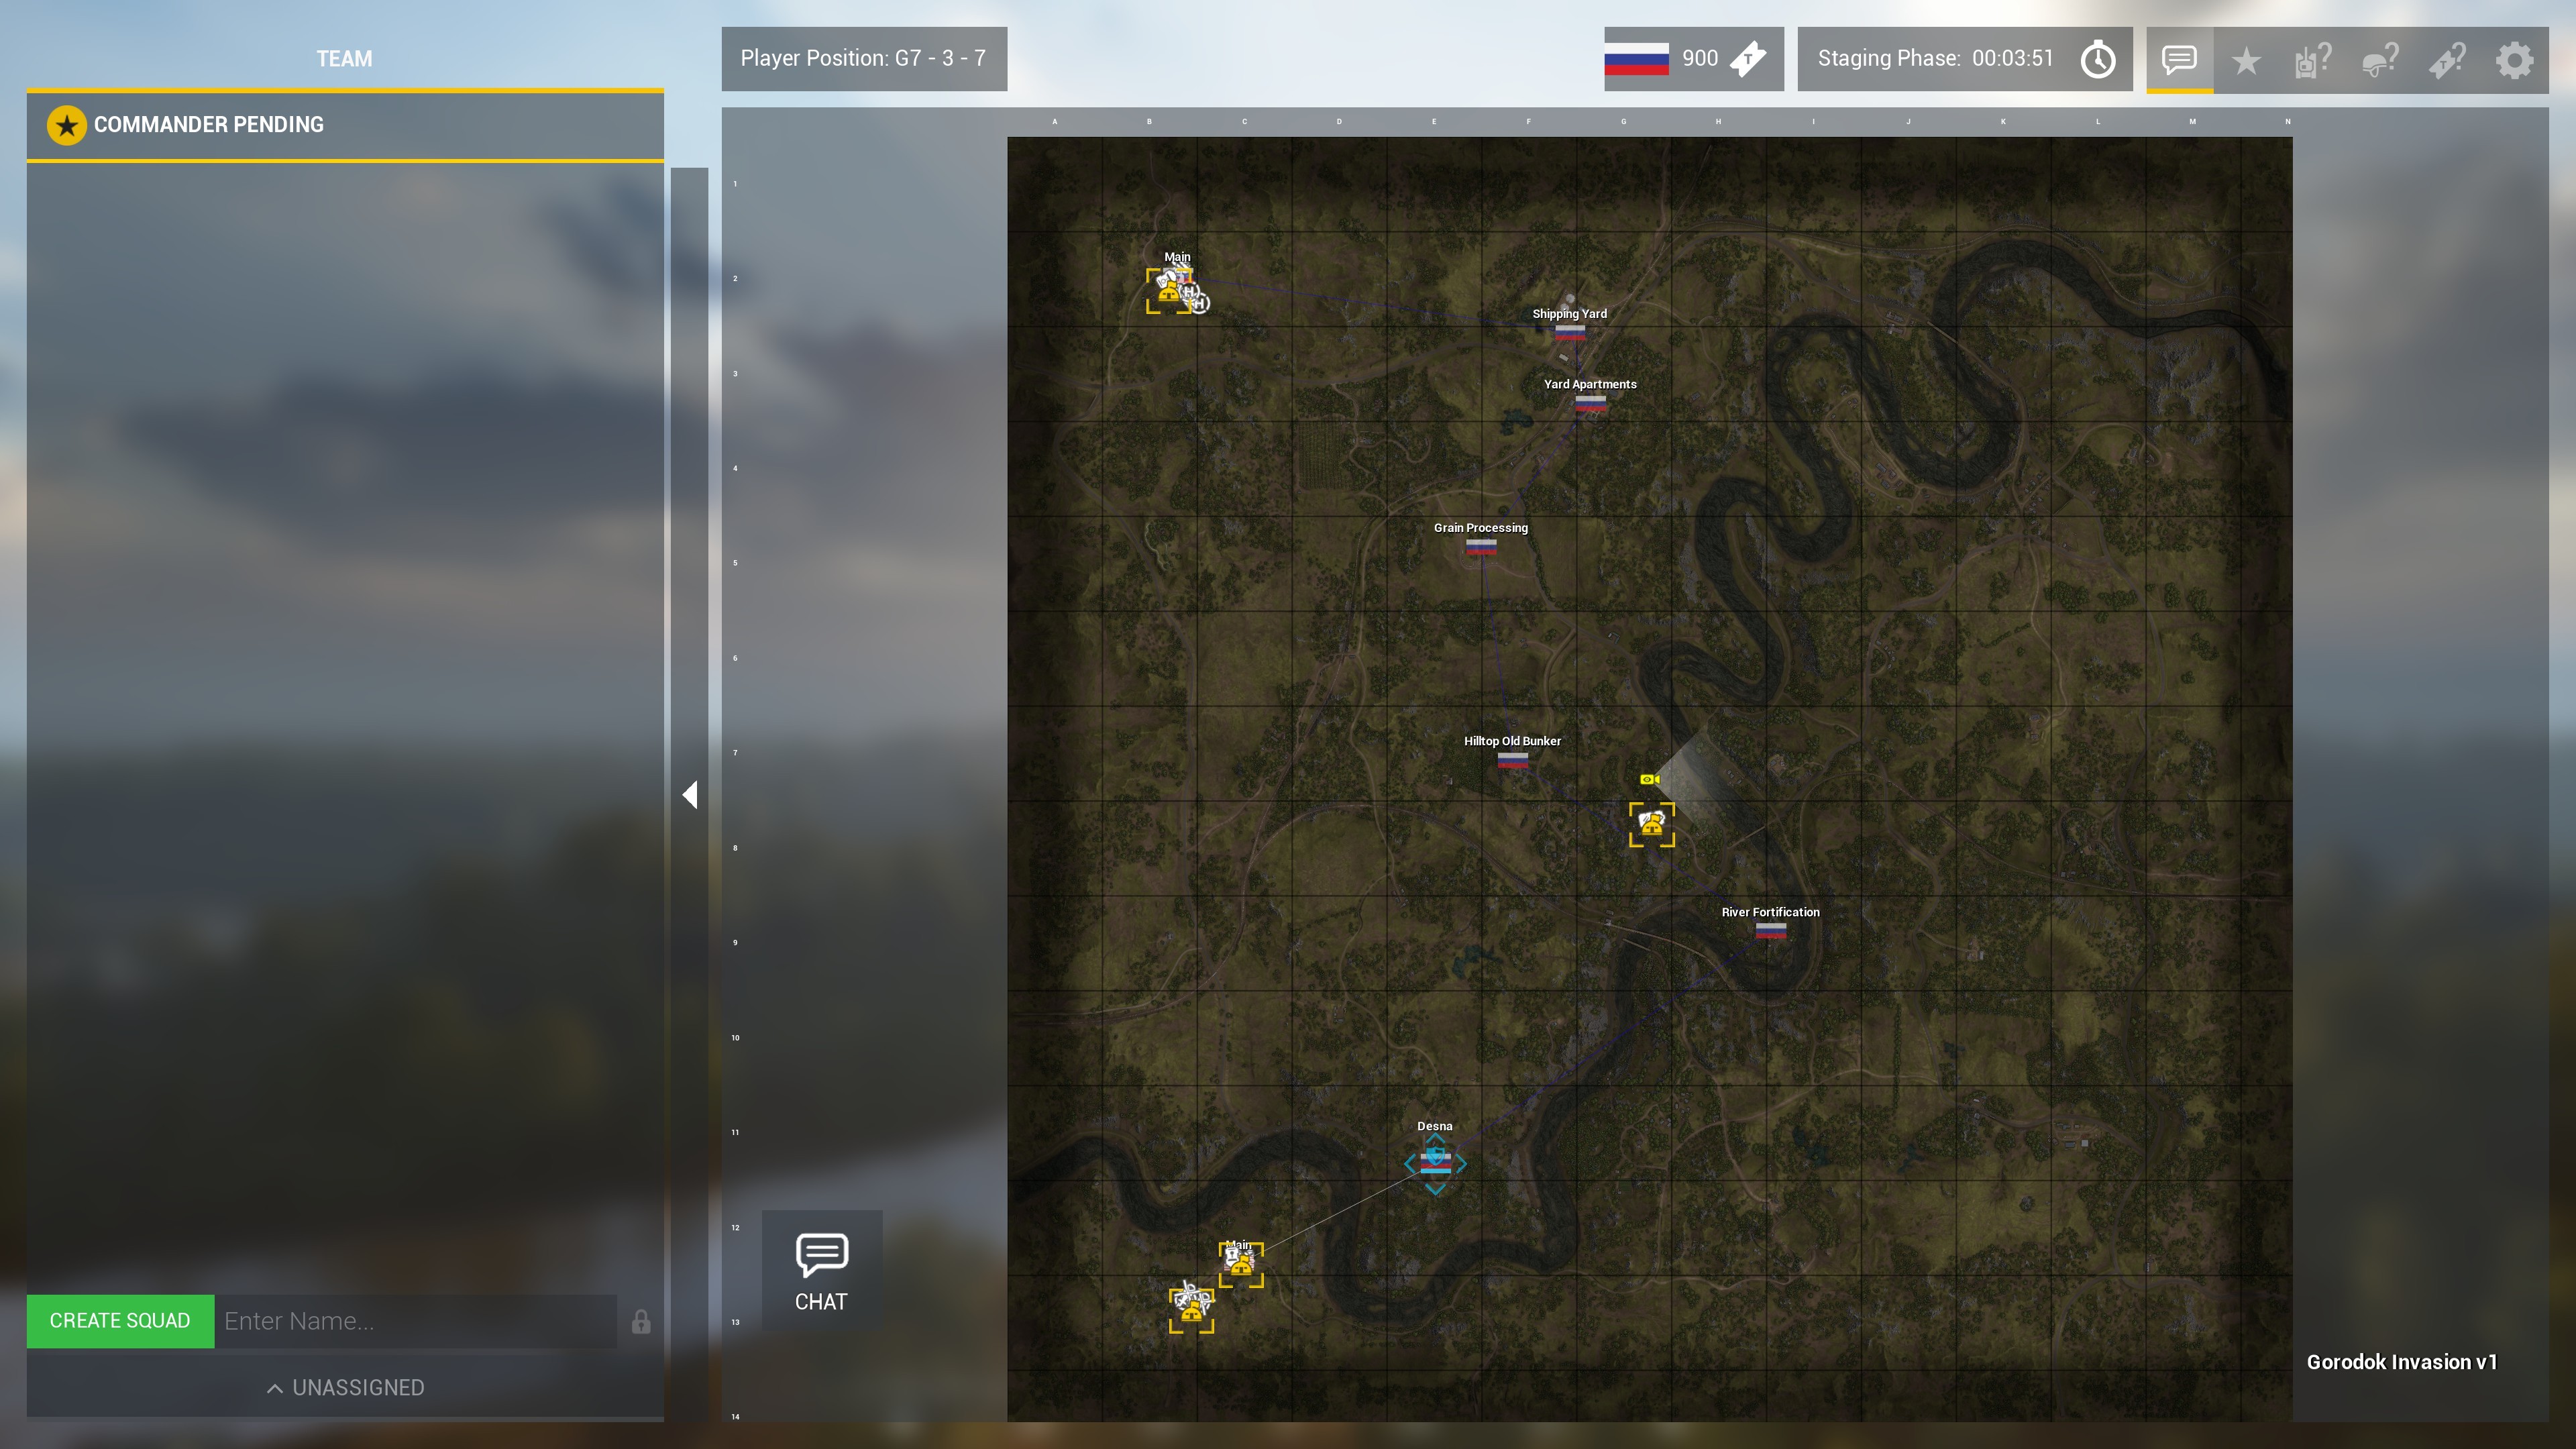 TEAM
COMMANDER PENDING
CREATE SQUAD
Enter Name...
UNASSIGNED
Player Position: G7 - 3 - 7
900
Staging Phase: 00:03:51
A B C D E F G H I J K L M N
1
2
3
4
5
6
7
8
9
10
11
12
13
14
Main
Shipping Yard
Yard Apartments
Grain Processing
Hilltop Old Bunker
River Fortification
Desna
Main
CHAT
Gorodok Invasion v1